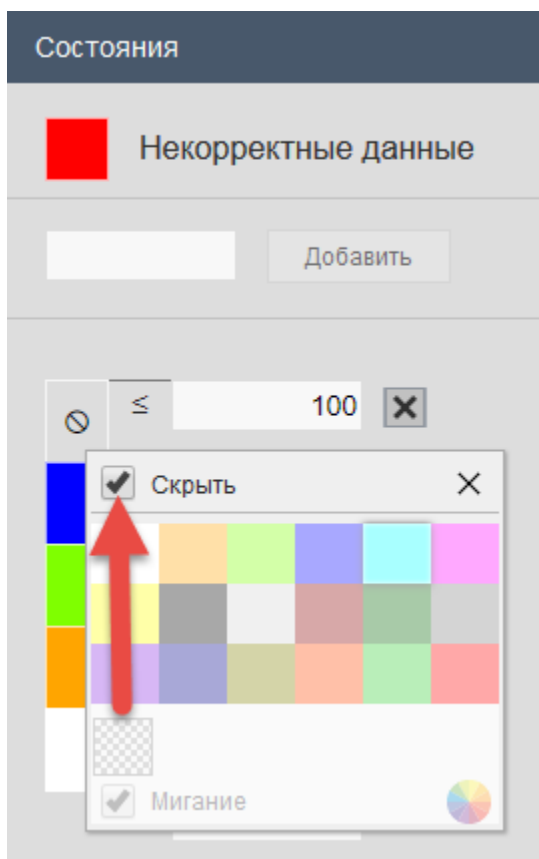 Состояния
Некорректные данные
Добавить
≤ 100
Скрыть
Мигание